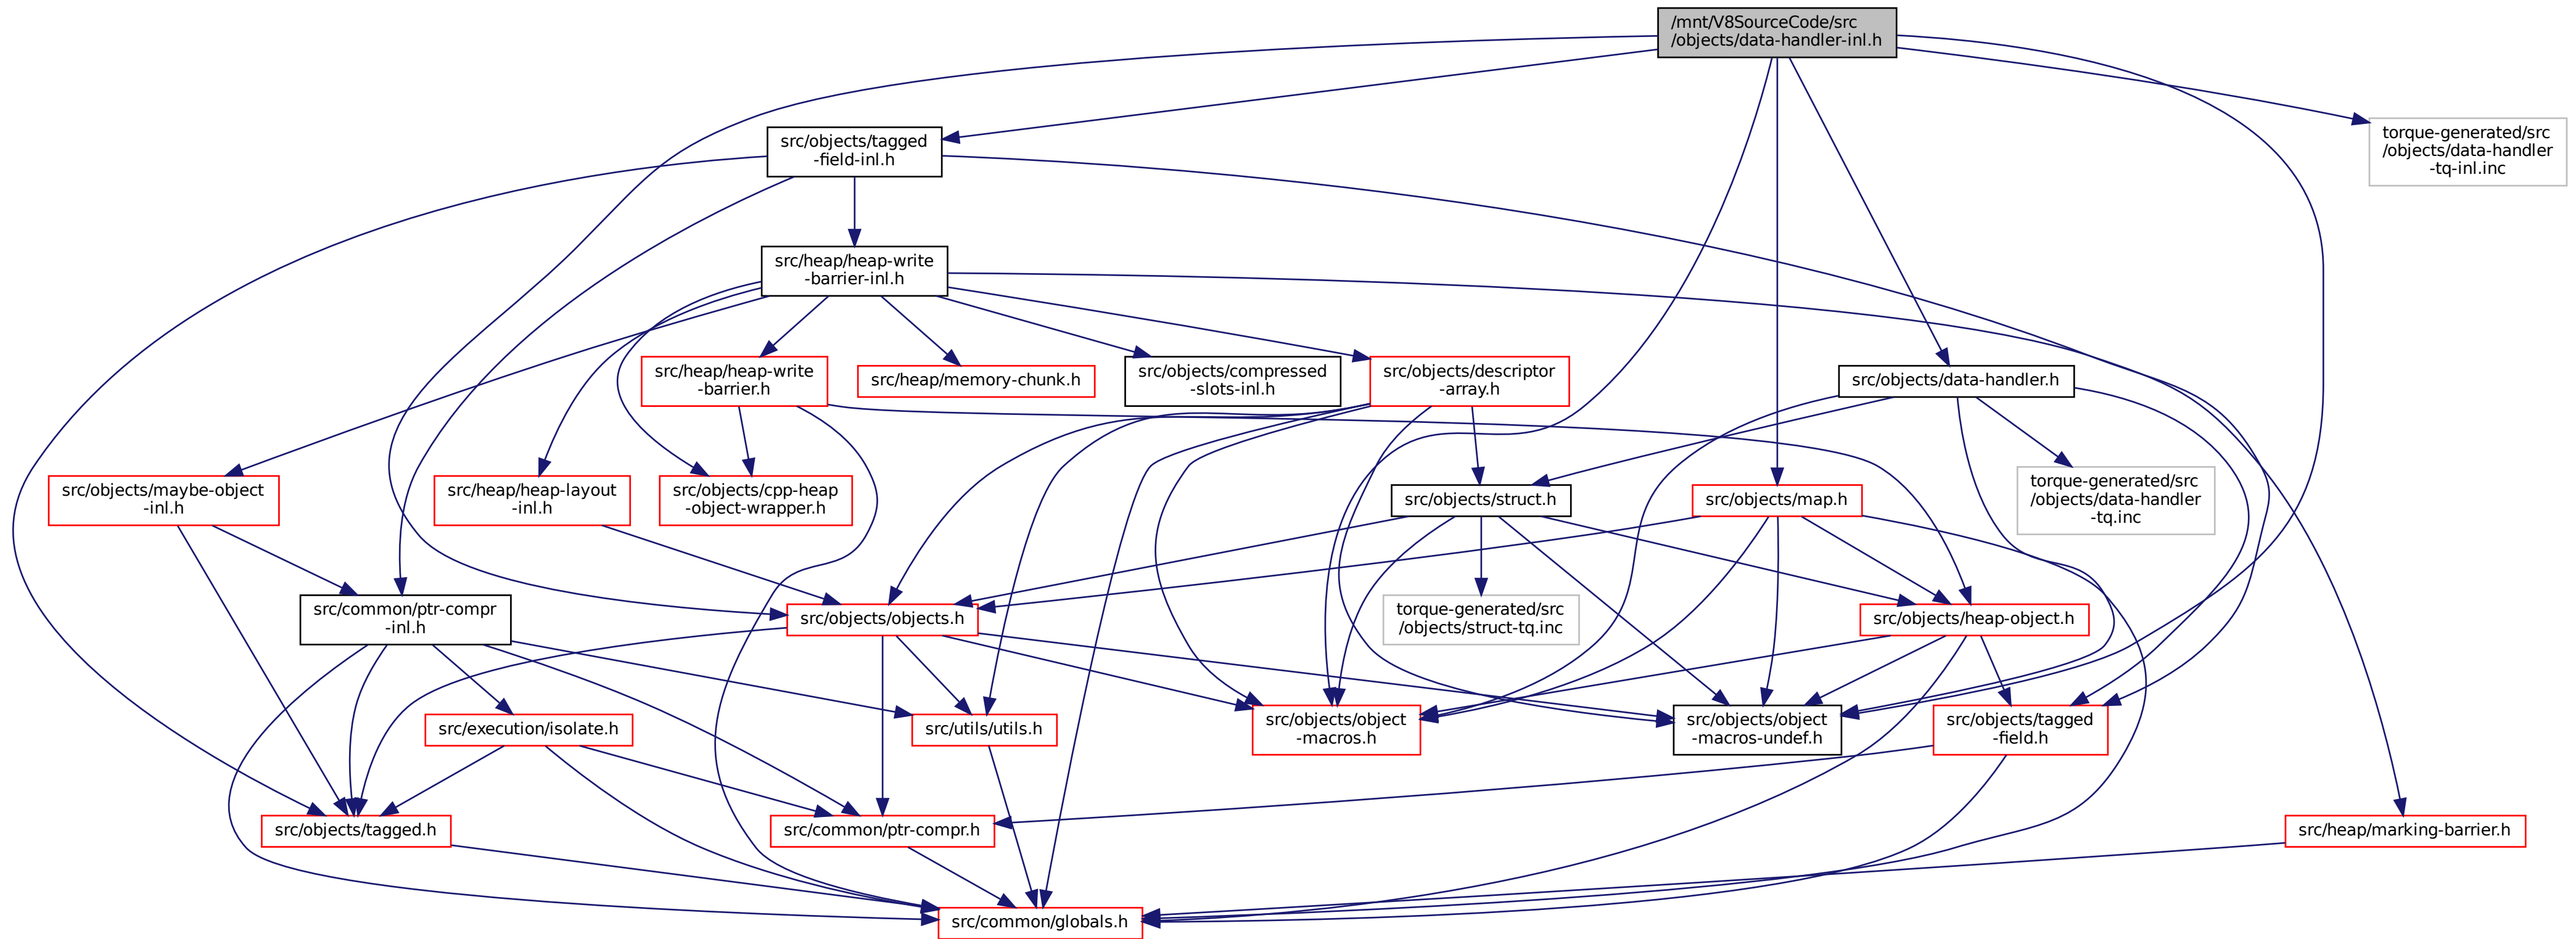 /mnt/V8SourceCode/src
/objects/data-handler-inl.h
src/objects/tagged
-field-inl.h
torque-generated/src
/objects/data-handler
-tq-inl.inc
src/heap/heap-write
-barrier-inl.h
src/heap/heap-write
-barrier.h
src/heap/memory-chunk.h
src/objects/compressed
-slots-inl.h
src/objects/descriptor
-array.h
src/objects/data-handler.h
src/objects/maybe-object
-inl.h
src/heap/heap-layout
-inl.h
src/objects/cpp-heap
-object-wrapper.h
src/objects/struct.h
src/objects/map.h
torque-generated/src
/objects/data-handler
-tq.inc
src/common/ptr-compr
-inl.h
src/objects/objects.h
torque-generated/src
/objects/struct-tq.inc
src/objects/heap-object.h
src/execution/isolate.h
src/utils/utils.h
src/objects/object
-macros.h
src/objects/object
-macros-undef.h
src/objects/tagged
-field.h
src/objects/tagged.h
src/common/ptr-compr.h
src/heap/marking-barrier.h
src/common/globals.h